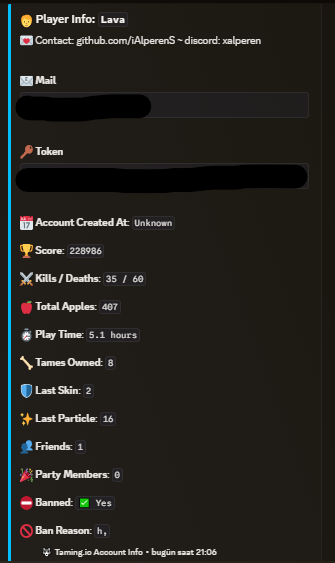 Player Info: Lava
Contact: github.com/iAlperenS ~ discord: xalperen
Mail
Token
Account Created At: Unknown
Score: 228986
Kills / Deaths: 35 / 60
Total Apples: 407
Play Time: 5.1 hours
Tames Owned: 8
Last Skin: 2
Last Particle: 16
Friends: 1
Party Members: 0
Banned: ✅ Yes
Ban Reason: h,
Taming.io Account Info • bugün saat 21:06